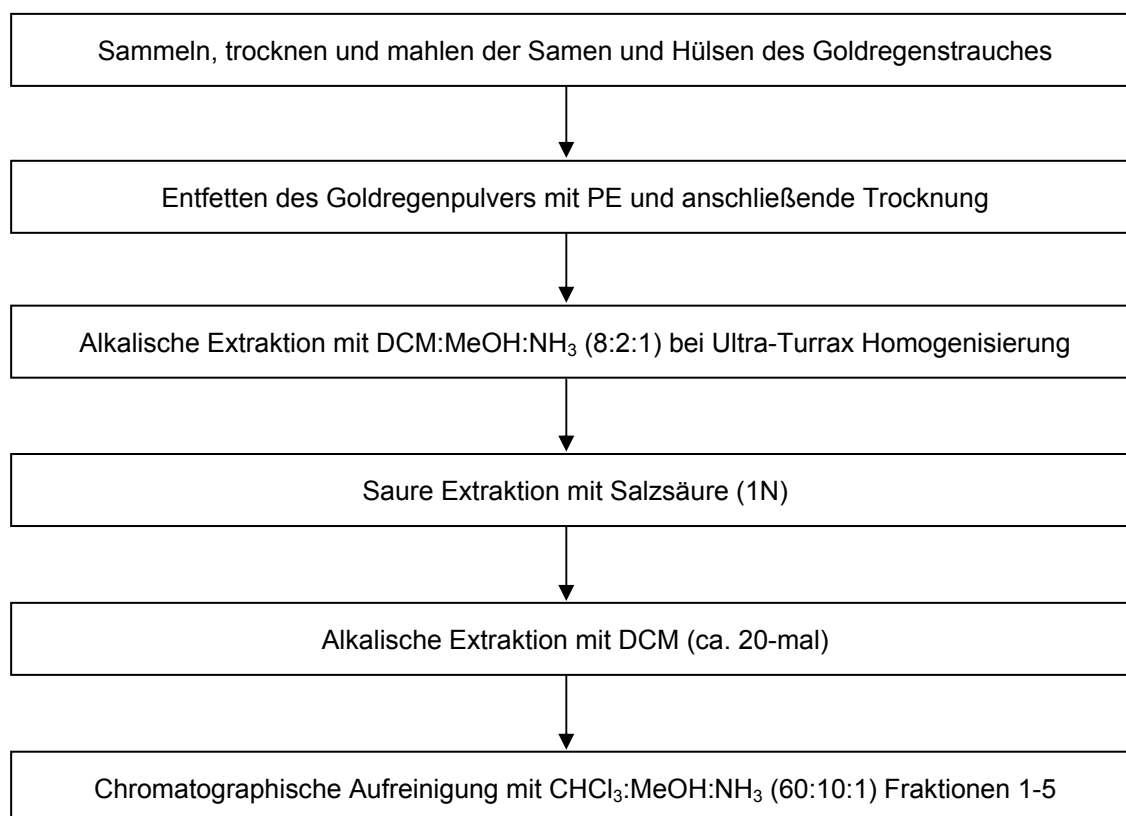 Sammeln, trocknen und mahlen der Samen und Hülsen des Goldregenstrauches
Entfetten des Goldregenpulvers mit PE und anschließende Trocknung
Alkalische Extraktion mit DCM:MeOH:NH₃ (8:2:1) bei Ultra-Turrax Homogenisierung
Saure Extraktion mit Salzsäure (1N)
Alkalische Extraktion mit DCM (ca. 20-mal)
Chromatographische Aufreinigung mit CHCl₃:MeOH:NH₃ (60:10:1) Fraktionen 1-5